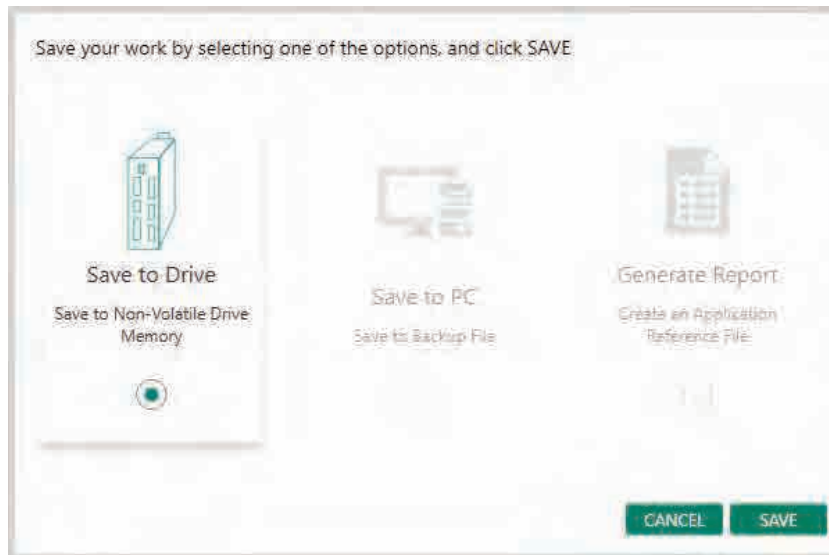 Save your work by selecting one of the options, and click SAVE
Save to Drive
Save to Non-Volatile Drive
Memory
Save to PC
Save to Backup File
Generate Report
Create an Application
Reference File
CANCEL
SAVE